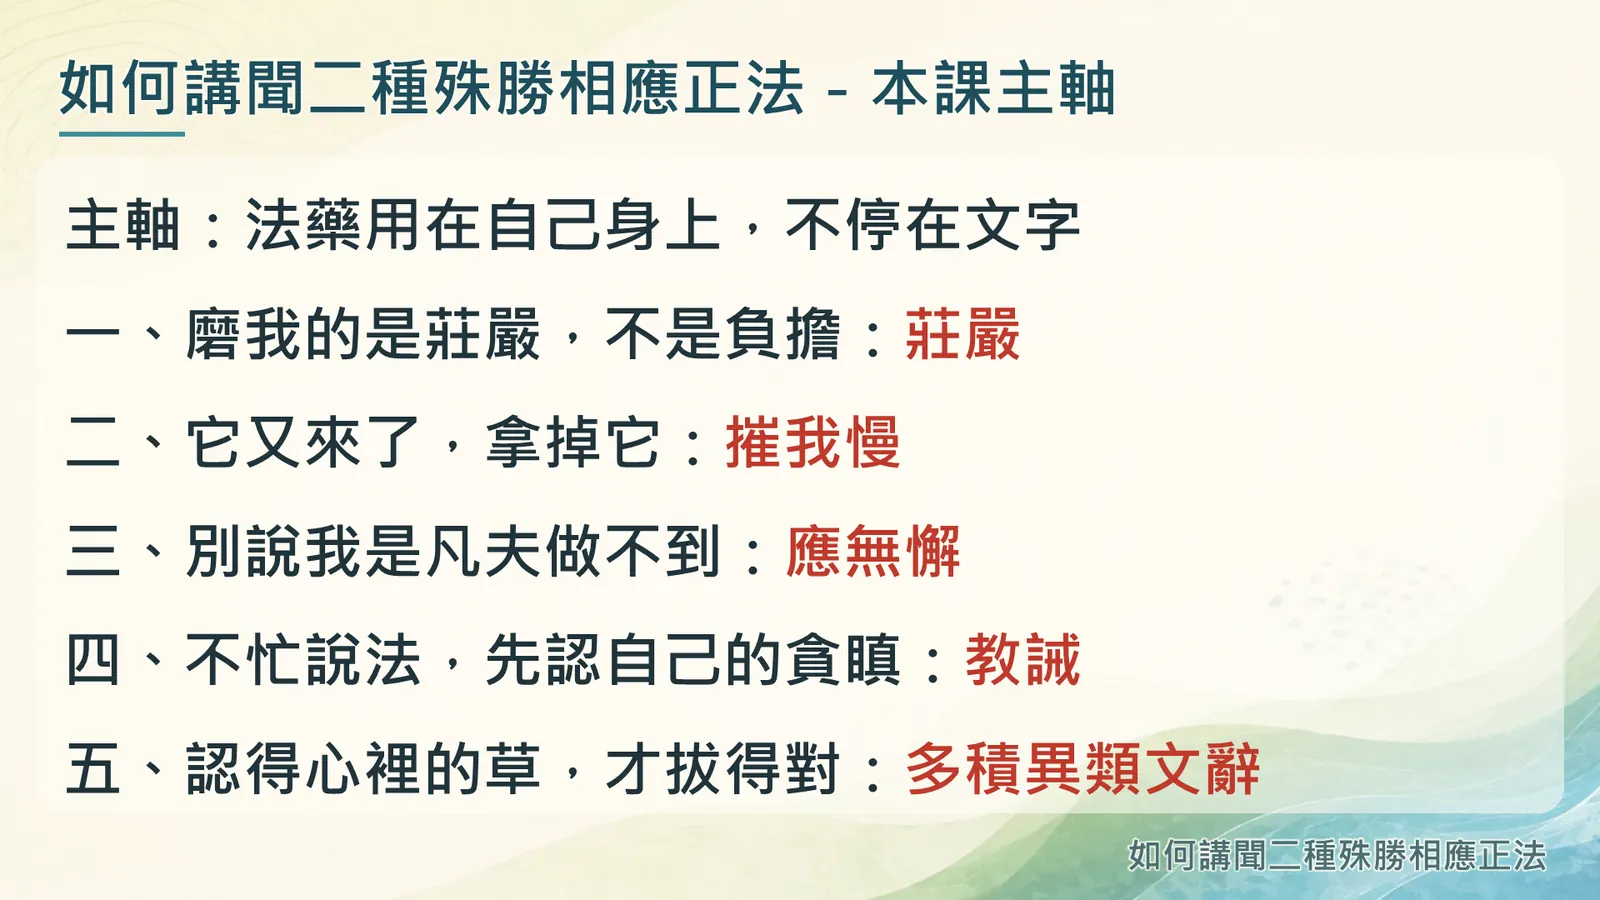 如何講聞二種殊勝相應正法 - 本課主軸
主軸：法藥用在自己身上，不停在文字
一、磨我的是莊嚴，不是負擔：莊嚴
二、它又來了，拿掉它：摧我慢
三、別說我是凡夫做不到：應無懈
四、不忙說法，先認自己的貪瞋：教誡
五、認得心裡的草，才拔得對：多積異類文辭
如何講聞二種殊勝相應正法